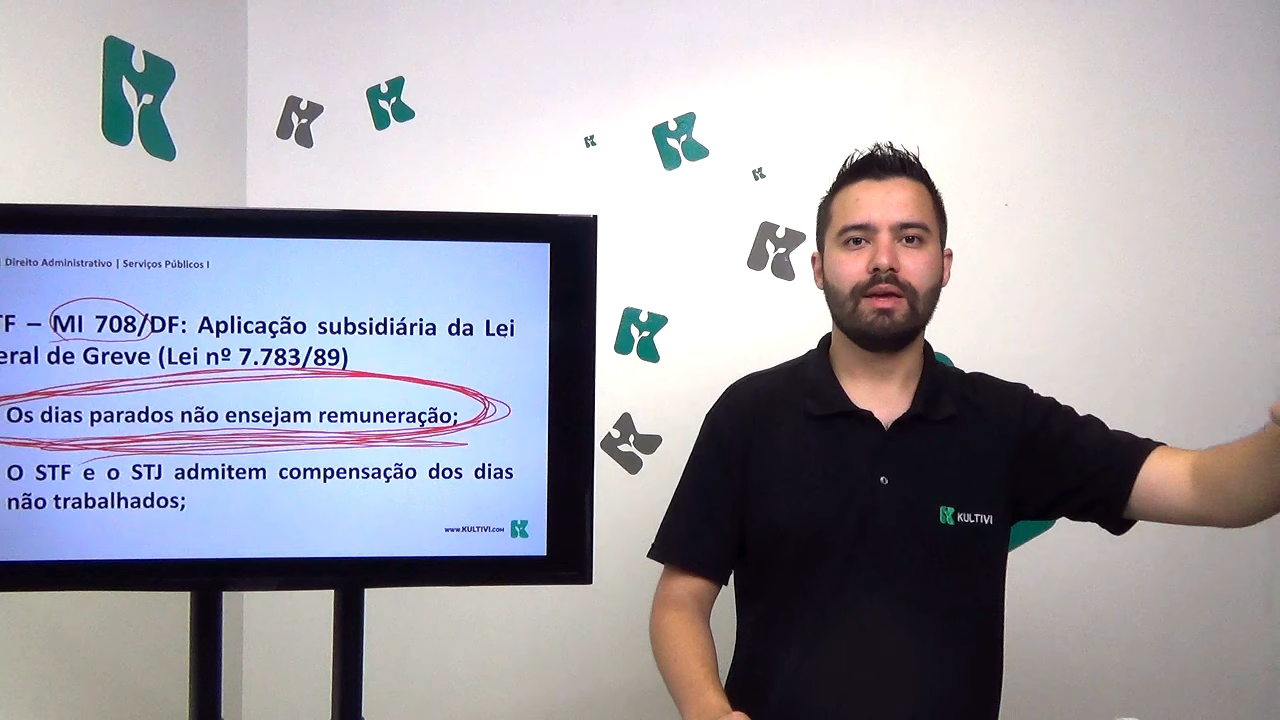 | Direito Administrativo | Serviços Públicos I
TF – MI 708/DF: Aplicação subsidiária da Lei
eral de Greve (Lei nº 7.783/89)
Os dias parados não ensejam remuneração;
O STF e o STJ admitem compensação dos dias
não trabalhados;
www.KULTIVI.com
KULTIVI